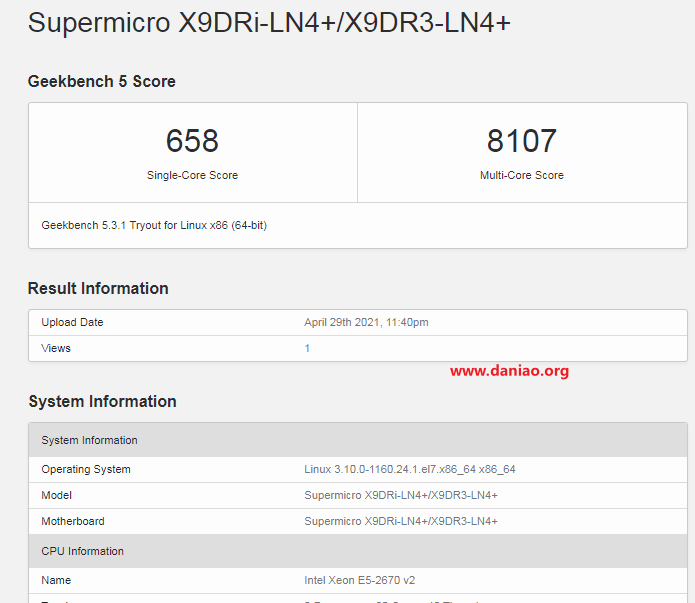 Supermicro X9DRi-LN4+/X9DR3-LN4+
Geekbench 5 Score
658 8107
Single-Core Score Multi-Core Score
Geekbench 5.3.1 Tryout for Linux x86 (64-bit)
Result Information
Upload Date April 29th 2021, 11:40pm
Views 1
www.daniao.org
System Information
System Information
Operating System Linux 3.10.0-1160.24.1.el7.x86_64 x86_64
Model Supermicro X9DRi-LN4+/X9DR3-LN4+
Motherboard Supermicro X9DRi-LN4+/X9DR3-LN4+
CPU Information
Name Intel Xeon E5-2670 v2